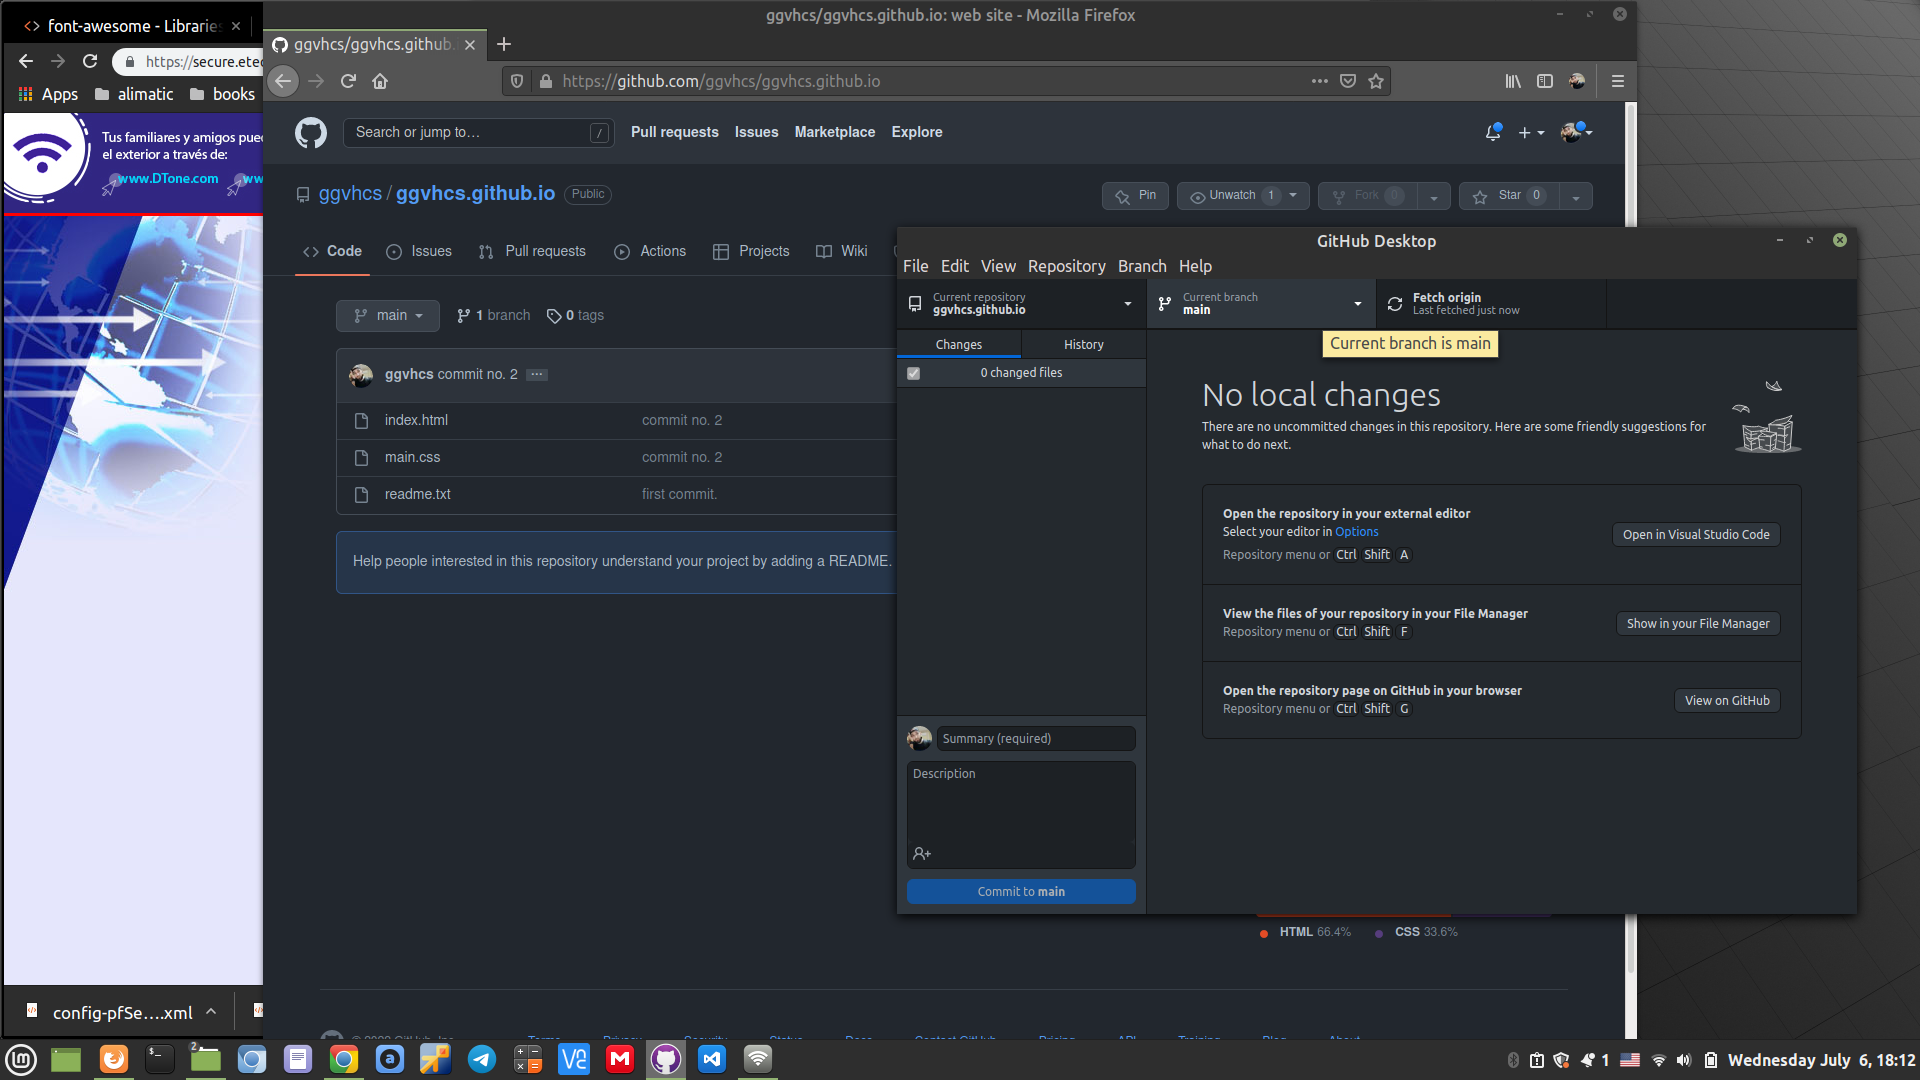 font-awesome - Libraries
https://secure.etec
Apps
alimatic
books
Tus familiares y amigos pue
el exterior a través de:
www.DTone.com
ww
config-pfSe....xml
ggvhcs/ggvhcs.github.io: web site - Mozilla Firefox
ggvhcs/ggvhcs.github.
https://github.com/ggvhcs/ggvhcs.github.io
Search or jump to…
/
Pull requests
Issues
Marketplace
Explore
ggvhcs / ggvhcs.github.io
Public
Pin
Unwatch 1
Fork 0
Star 0
Code
Issues
Pull requests
Actions
Projects
Wiki
main
1 branch
0 tags
ggvhcs commit no. 2
index.html commit no. 2
main.css commit no. 2
readme.txt first commit.
Help people interested in this repository understand your project by adding a README.
HTML 66.4%
CSS 33.6%
GitHub Desktop
File Edit View Repository Branch Help
Current repository
ggvhcs.github.io
Current branch
main
Fetch origin
Last fetched just now
Current branch is main
Changes
History
0 changed files
No local changes
There are no uncommitted changes in this repository. Here are some friendly suggestions for
what to do next.
Open the repository in your external editor
Select your editor in Options
Repository menu or Ctrl Shift A
Open in Visual Studio Code
View the files of your repository in your File Manager
Repository menu or Ctrl Shift F
Show in your File Manager
Open the repository page on GitHub in your browser
Repository menu or Ctrl Shift G
View on GitHub
Summary (required)
Description
Commit to main
2
1
Wednesday July 6, 18:12